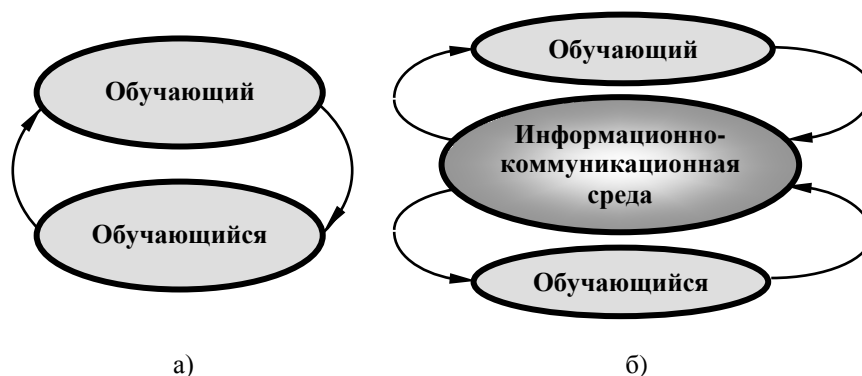 Обучающий
Обучающийся
а)
Обучающий
Информационно-
коммуникационная
среда
Обучающийся
б)